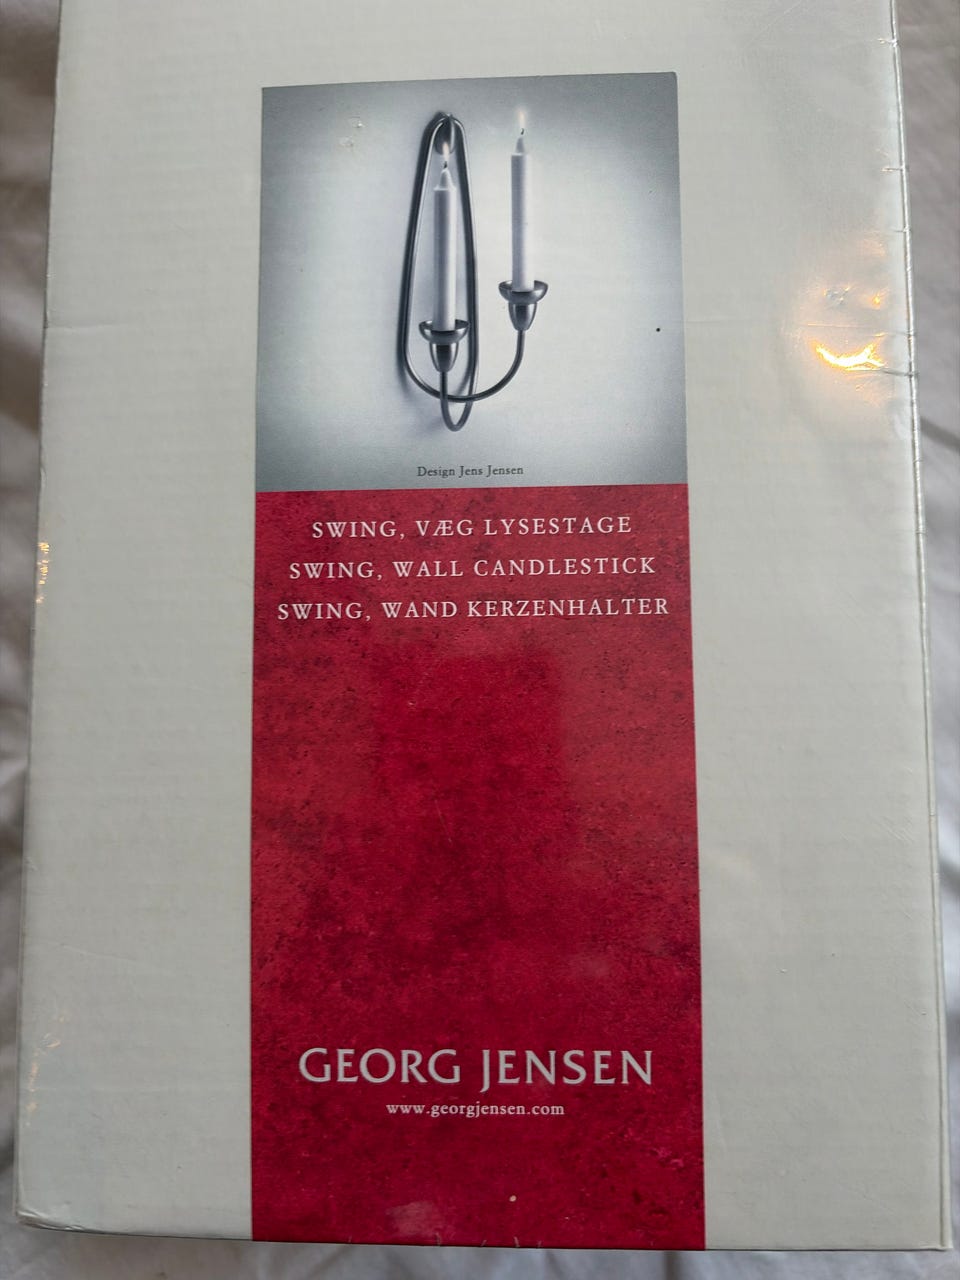 Design Jens Jensen
SWING, VÆG LYSESTAGE
SWING, WALL CANDLESTICK
SWING, WAND KERZENHALTER
GEORG JENSEN
www.georgjensen.com